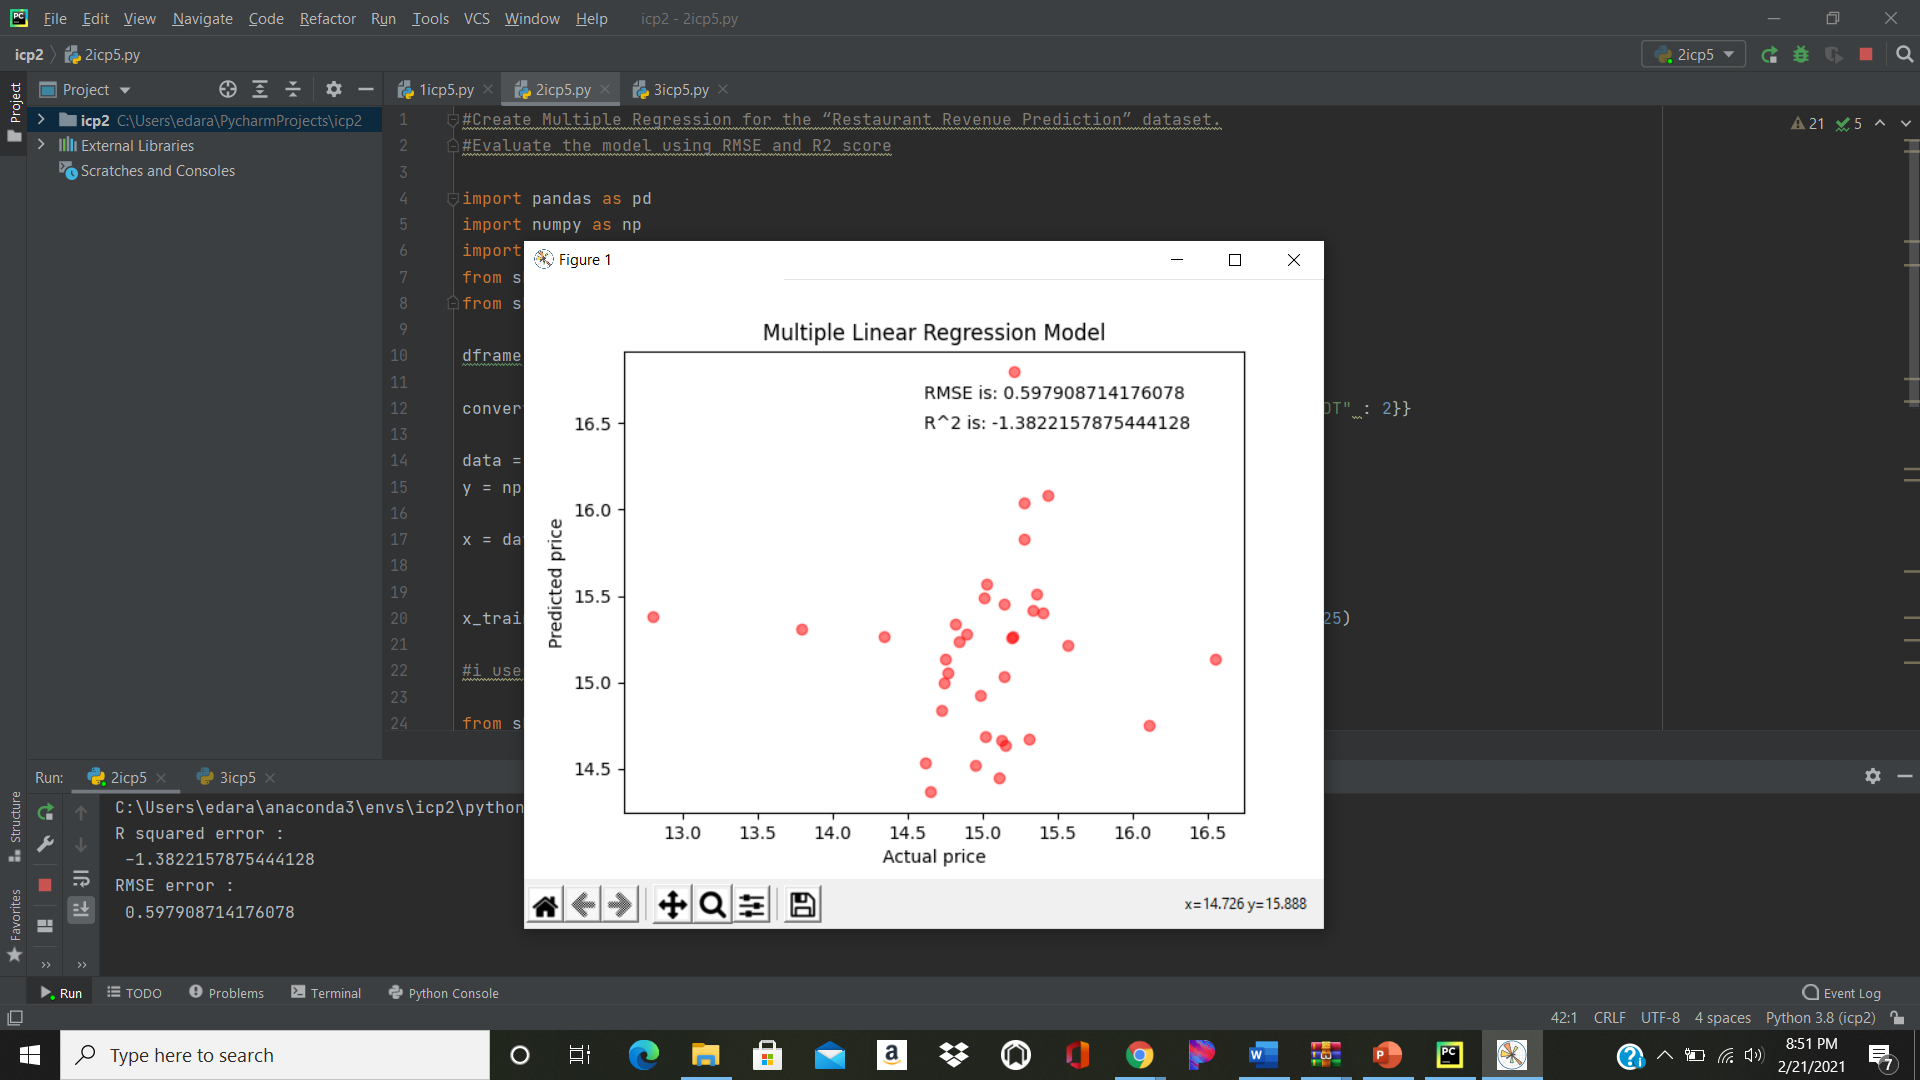 File Edit View Navigate Code Refactor Run Tools VCS Window Help icp2 - 2icp5.py
icp2 2icp5.py 2icp5
Project
1icp5.py 2icp5.py 3icp5.py
Project
icp2 C:\Users\edara\PycharmProjects\icp2
External Libraries
Scratches and Consoles
21 5
1 #Create Multiple Regression for the “Restaurant Revenue Prediction” dataset.
2 #Evaluate the model using RMSE and R2 score
3
4 import pandas as pd
5 import numpy as np
6 import
7 from s
8 from s
9
10 dframe
11
12 conver OT" : 2}}
13
14 data =
15 y = np
16
17 x = da
18
19
20 x_trai 25)
21
22 #i use
23
24 from s
Figure 1
Multiple Linear Regression Model
RMSE is: 0.597908714176078
R^2 is: -1.3822157875444128
Predicted price
16.5
16.0
15.5
15.0
14.5
13.0 13.5 14.0 14.5 15.0 15.5 16.0 16.5
Actual price
x=14.726 y=15.888
Run: 2icp5 3icp5
C:\Users\edara\anaconda3\envs\icp2\python
R squared error :
-1.3822157875444128
RMSE error :
0.597908714176078
Structure
Favorites
Run TODO Problems Terminal Python Console Event Log
42:1 CRLF UTF-8 4 spaces Python 3.8 (icp2)
Type here to search
8:51 PM
2/21/2021
7